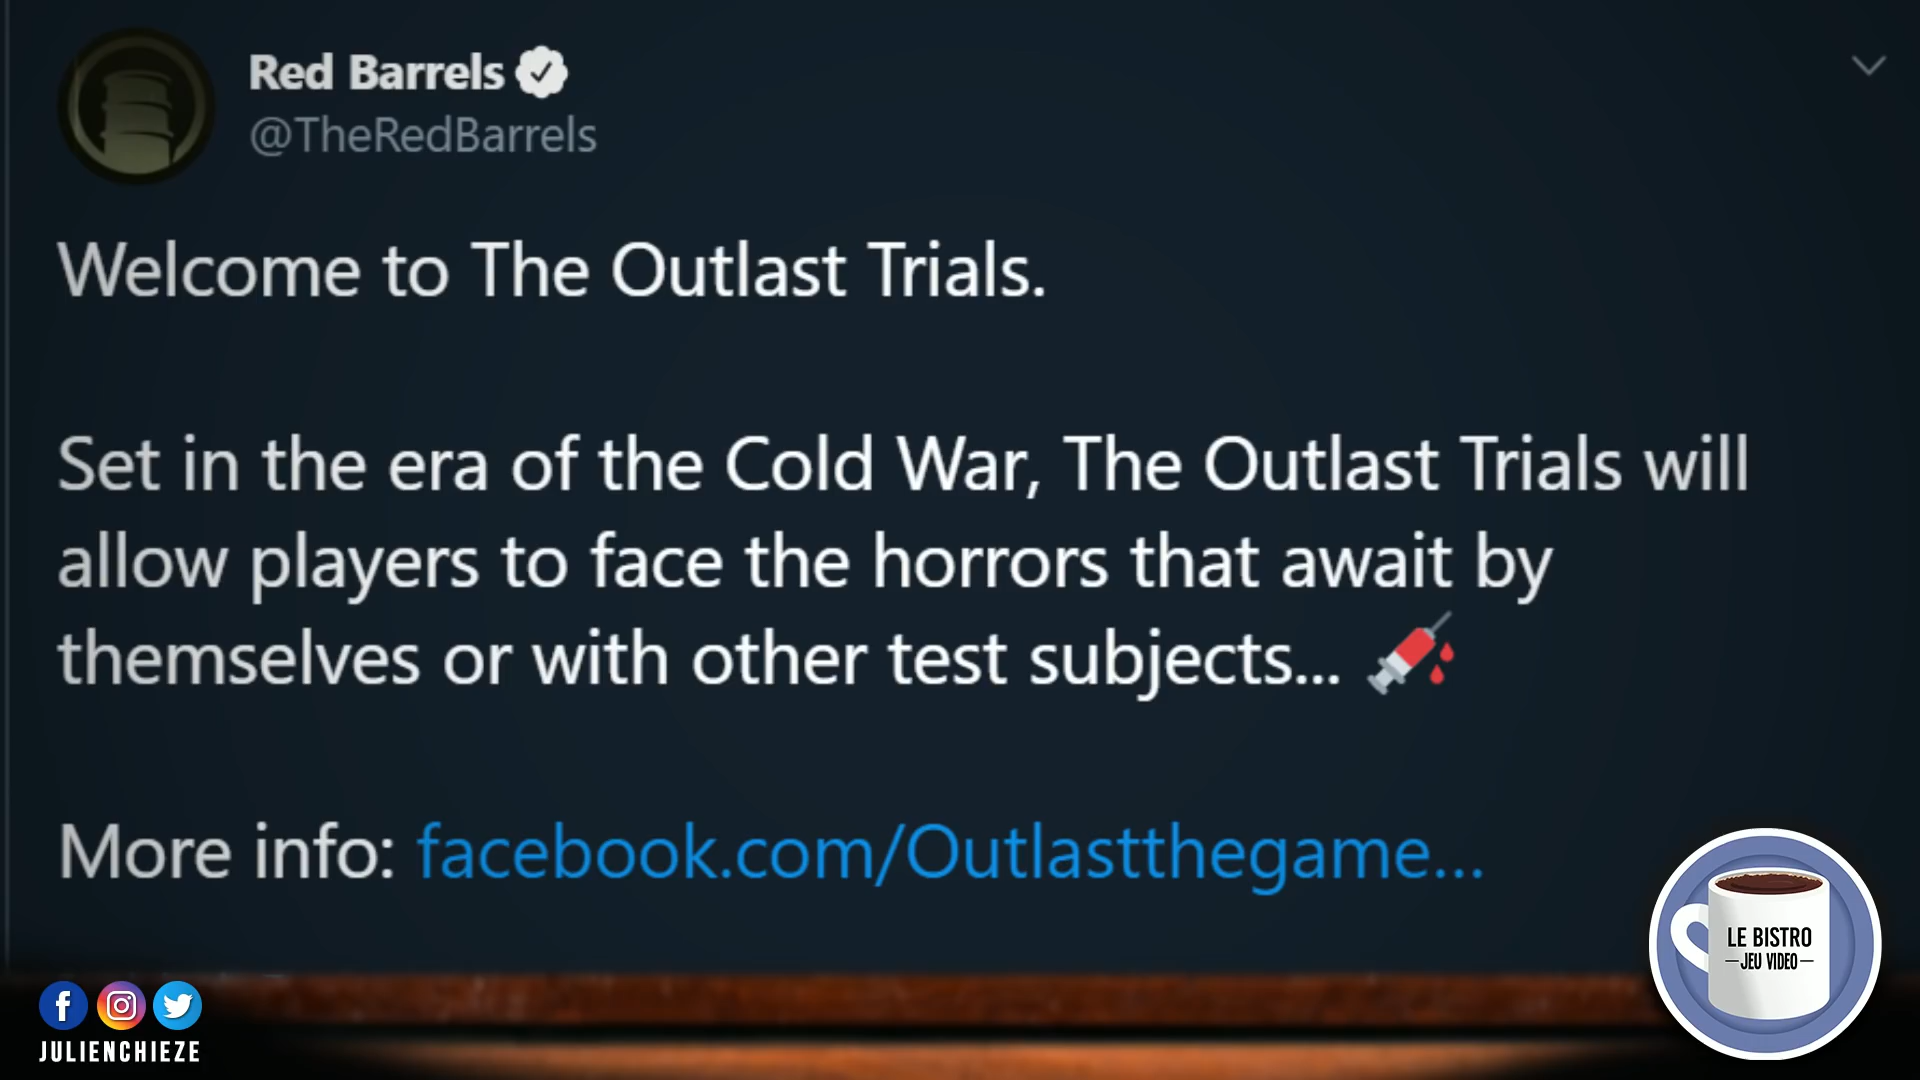 Red Barrels
@TheRedBarrels
Welcome to The Outlast Trials.
Set in the era of the Cold War, The Outlast Trials will
allow players to face the horrors that await by
themselves or with other test subjects... 💉
More info: facebook.com/Outlastthegame...
LE BISTRO
—JEU VIDEO—
JULIENCHIEZE